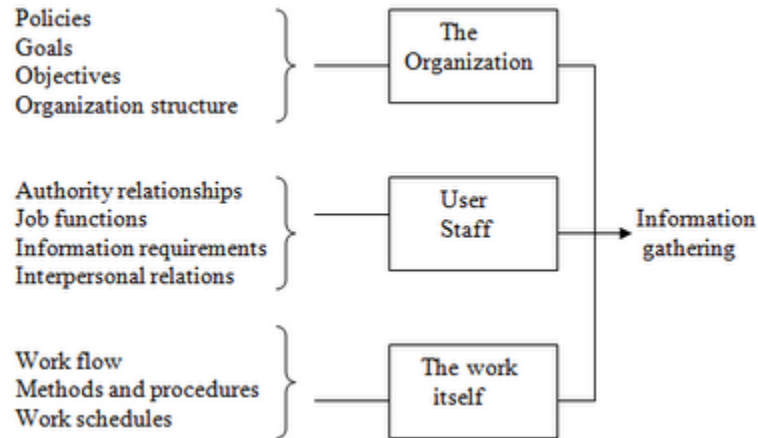 Policies
Goals
Objectives
Organization structure
The
Organization
Authority relationships
Job functions
Information requirements
Interpersonal relations
User
Staff
Information
gathering
Work flow
Methods and procedures
Work schedules
The work
itself